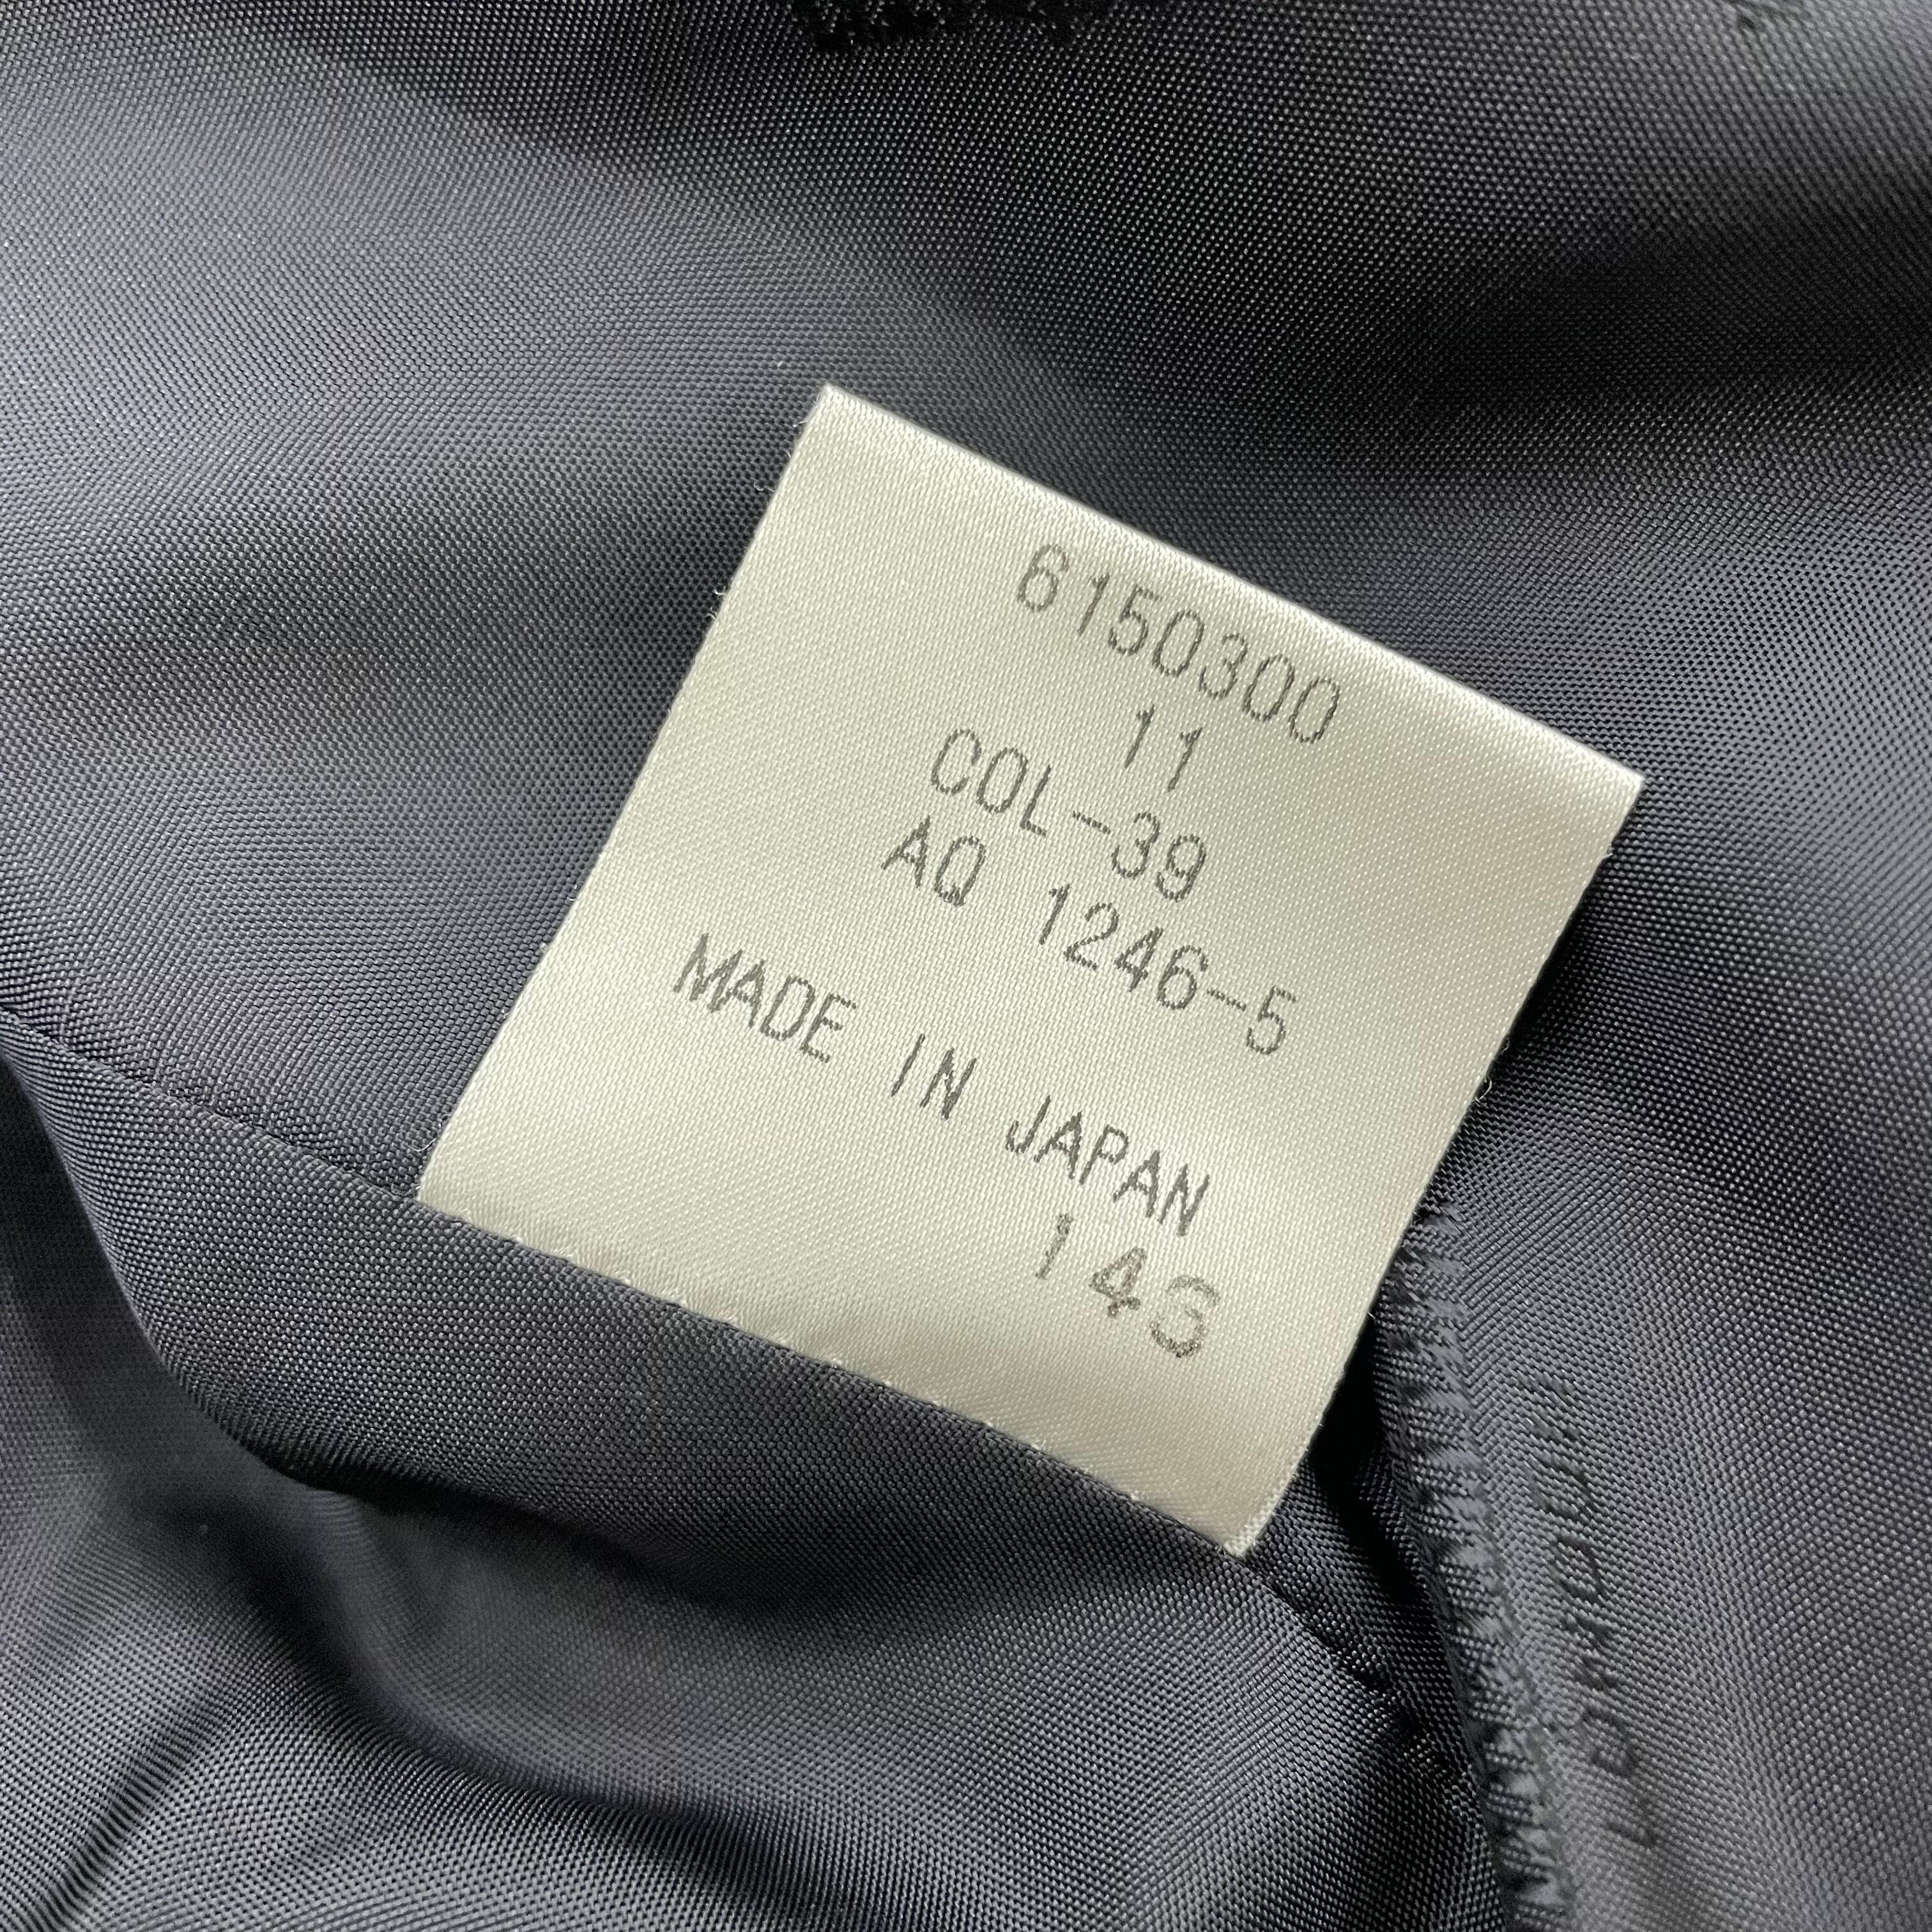 6150300
11
COL-39
AQ 1246-5
MADE IN JAPAN
143